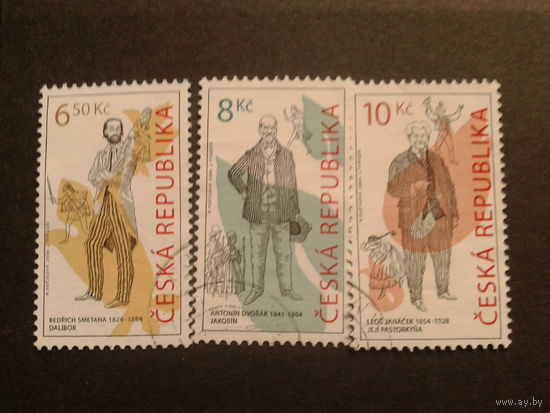 6.50 Kč
ČESKÁ REPUBLIKA
BEDŘICH SMETANA 1824-1884
DALIBOR
8 Kč
ČESKÁ REPUBLIKA
ANTONÍN DVOŘÁK 1841-1904
JAKOBÍN
10 Kč
ČESKÁ REPUBLIKA
LEOŠ JANÁČEK 1854-1928
JEJÍ PASTORKYŇA
www.ay.by